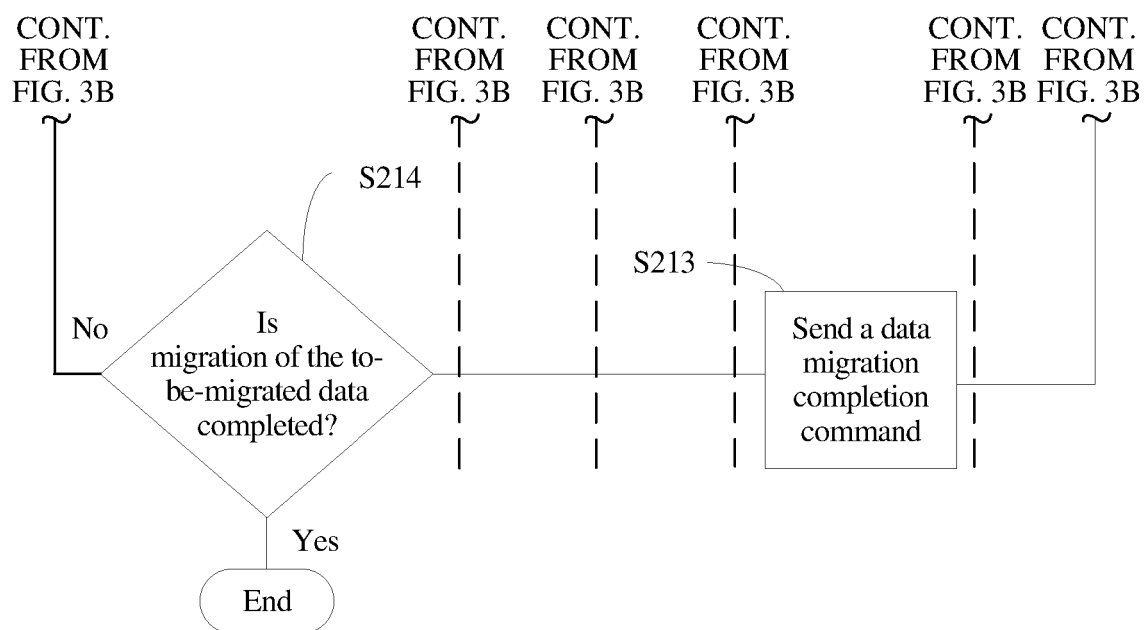 CONT. CONT. CONT. CONT. CONT. CONT.
FROM FROM FROM FROM FROM FROM
FIG. 3B FIG. 3B FIG. 3B FIG. 3B FIG. 3B FIG. 3B
S214
S213
No
Is
migration of the to-
be-migrated data
completed?
Send a data
migration
completion
command
Yes
End